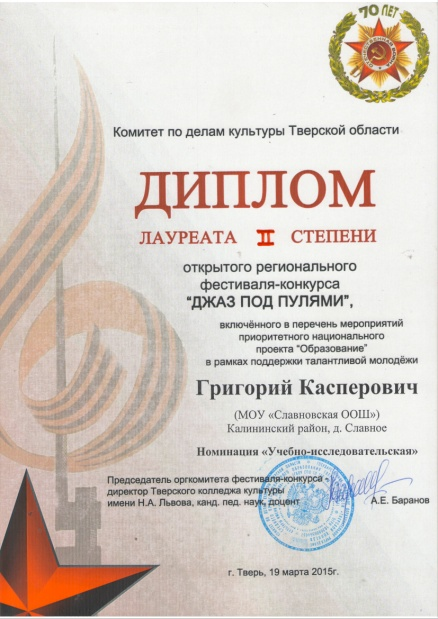 70 ЛЕТ
Комитет по делам культуры Тверской области
ДИПЛОМ
ЛАУРЕАТА II СТЕПЕНИ
открытого регионального
фестиваля-конкурса
"ДЖАЗ ПОД ПУЛЯМИ",
включённого в перечень мероприятий
приоритетного национального
проекта "Образование"
в рамках поддержки талантливой молодёжи
Григорий Касперович
(МОУ «Славновская ООШ»)
Калининский район, д. Славное
Номинация «Учебно-исследовательская»
Председатель оргкомитета фестиваля-конкурса -
директор Тверского колледжа культуры
имени Н.А. Львова, канд. пед. наук, доцент
А.Е. Баранов
г. Тверь, 19 марта 2015г.